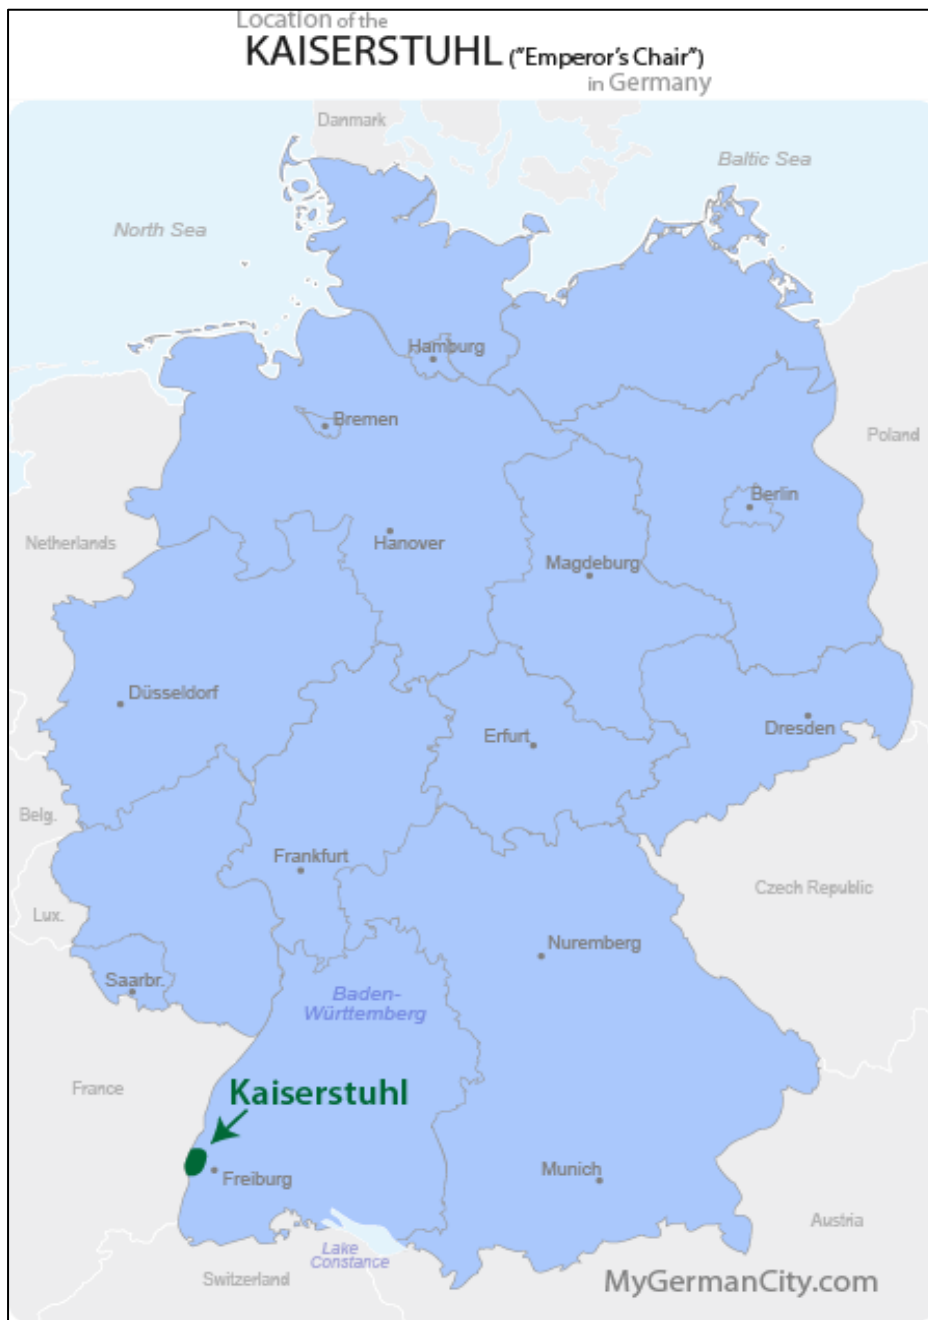 Location of the
KAISERSTUHL ("Emperor's Chair")
in Germany
Danmark
Baltic Sea
North Sea
Hamburg
Bremen
Poland
Berlin
Netherlands
Hanover
Magdeburg
Düsseldorf
Dresden
Erfurt
Belg.
Frankfurt
Czech Republic
Lux.
Nuremberg
Saarbr.
Baden-
Württemberg
France
Kaiserstuhl
Freiburg
Munich
Austria
Lake
Constance
Switzerland
MyGermanCity.com